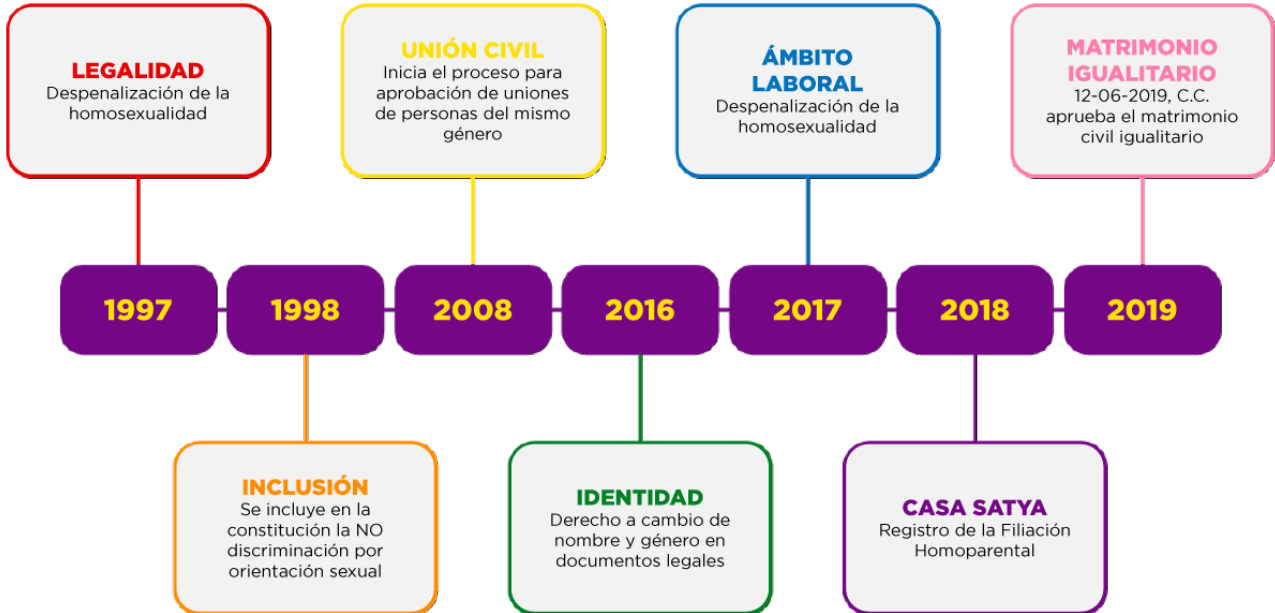 LEGALIDAD
Despenalización de la
homosexualidad
UNIÓN CIVIL
Inicia el proceso para
aprobación de uniones
de personas del mismo
género
ÁMBITO
LABORAL
Despenalización de la
homosexualidad
MATRIMONIO
IGUALITARIO
12-06-2019, C.C.
aprueba el matrimonio
civil igualitario
1997
1998
2008
2016
2017
2018
2019
INCLUSIÓN
Se incluye en la
constitución la NO
discriminación por
orientación sexual
IDENTIDAD
Derecho a cambio de
nombre y género en
documentos legales
CASA SATYA
Registro de la Filiación
Homoparental